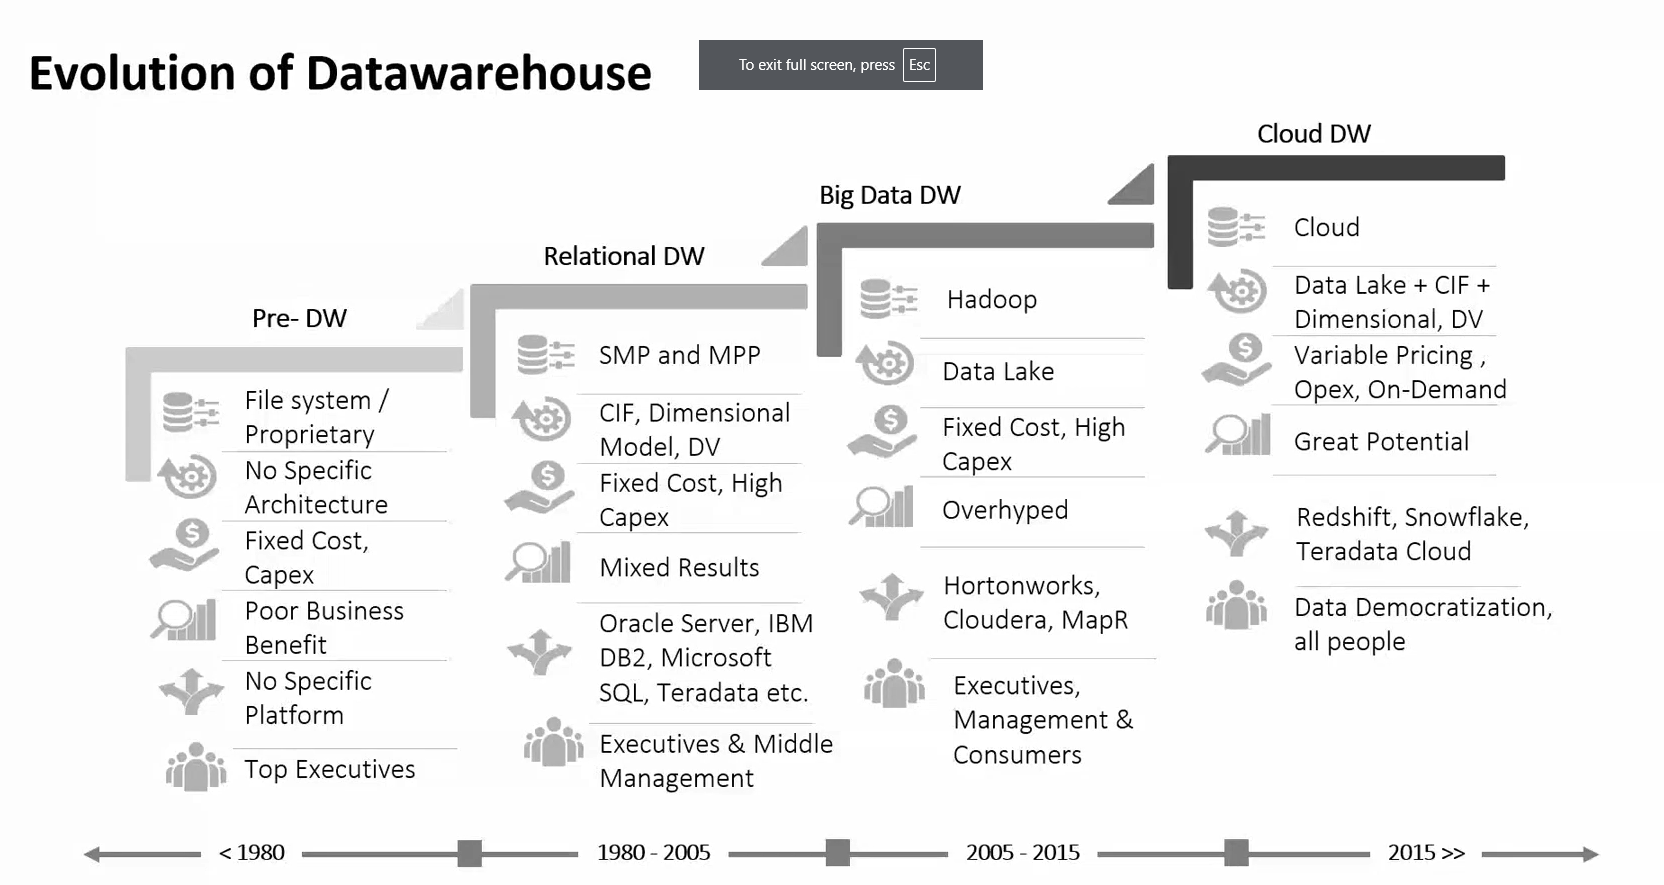 Evolution of Datawarehouse
To exit full screen, press Esc
Pre- DW
File system /
Proprietary
No Specific
Architecture
Fixed Cost,
Capex
Poor Business
Benefit
No Specific
Platform
Top Executives
Relational DW
SMP and MPP
CIF, Dimensional
Model, DV
Fixed Cost, High
Capex
Mixed Results
Oracle Server, IBM
DB2, Microsoft
SQL, Teradata etc.
Executives & Middle
Management
Big Data DW
Hadoop
Data Lake
Fixed Cost, High
Capex
Overhyped
Hortonworks,
Cloudera, MapR
Executives,
Management &
Consumers
Cloud DW
Cloud
Data Lake + CIF +
Dimensional, DV
Variable Pricing ,
Opex, On-Demand
Great Potential
Redshift, Snowflake,
Teradata Cloud
Data Democratization,
all people
< 1980
1980 - 2005
2005 - 2015
2015 >>